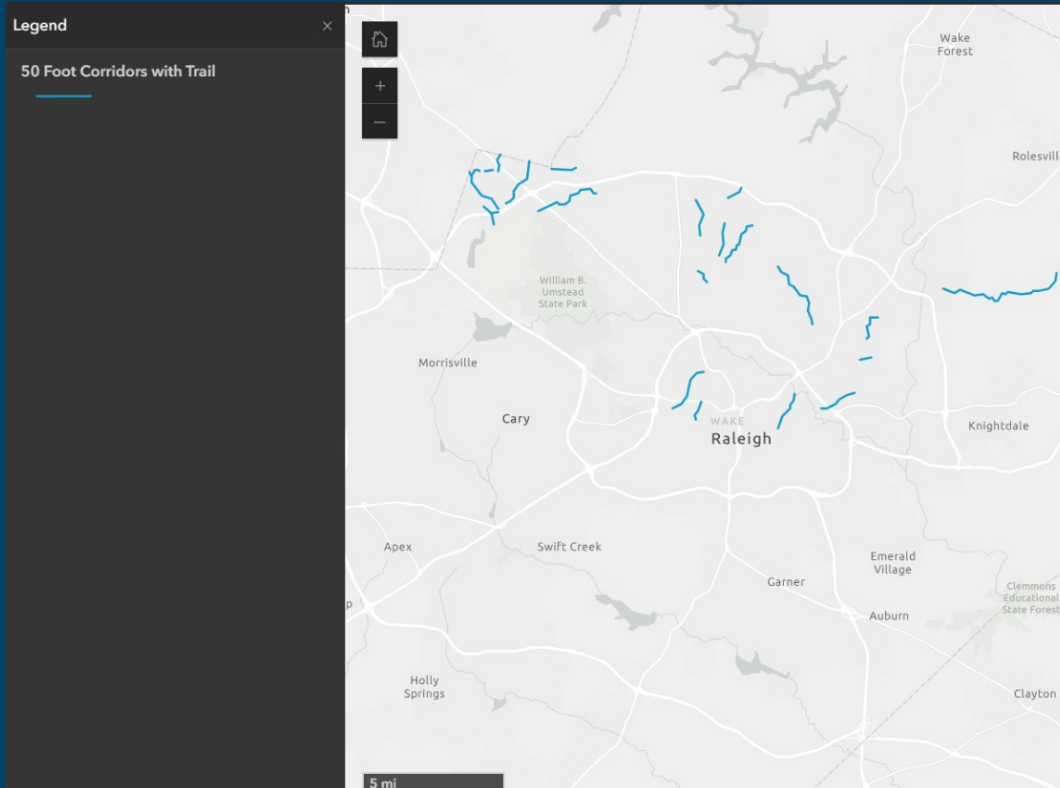 Legend
×
50 Foot Corridors with Trail
+
−
Wake
Forest
William B.
Umstead
State Park
Morrisville
Cary
WAKE
Raleigh
Knightdale
Apex
Swift Creek
Emerald
Village
Garner
Clemmons
Educational
State Forest
Auburn
Holly
Springs
Clayton
5 mi